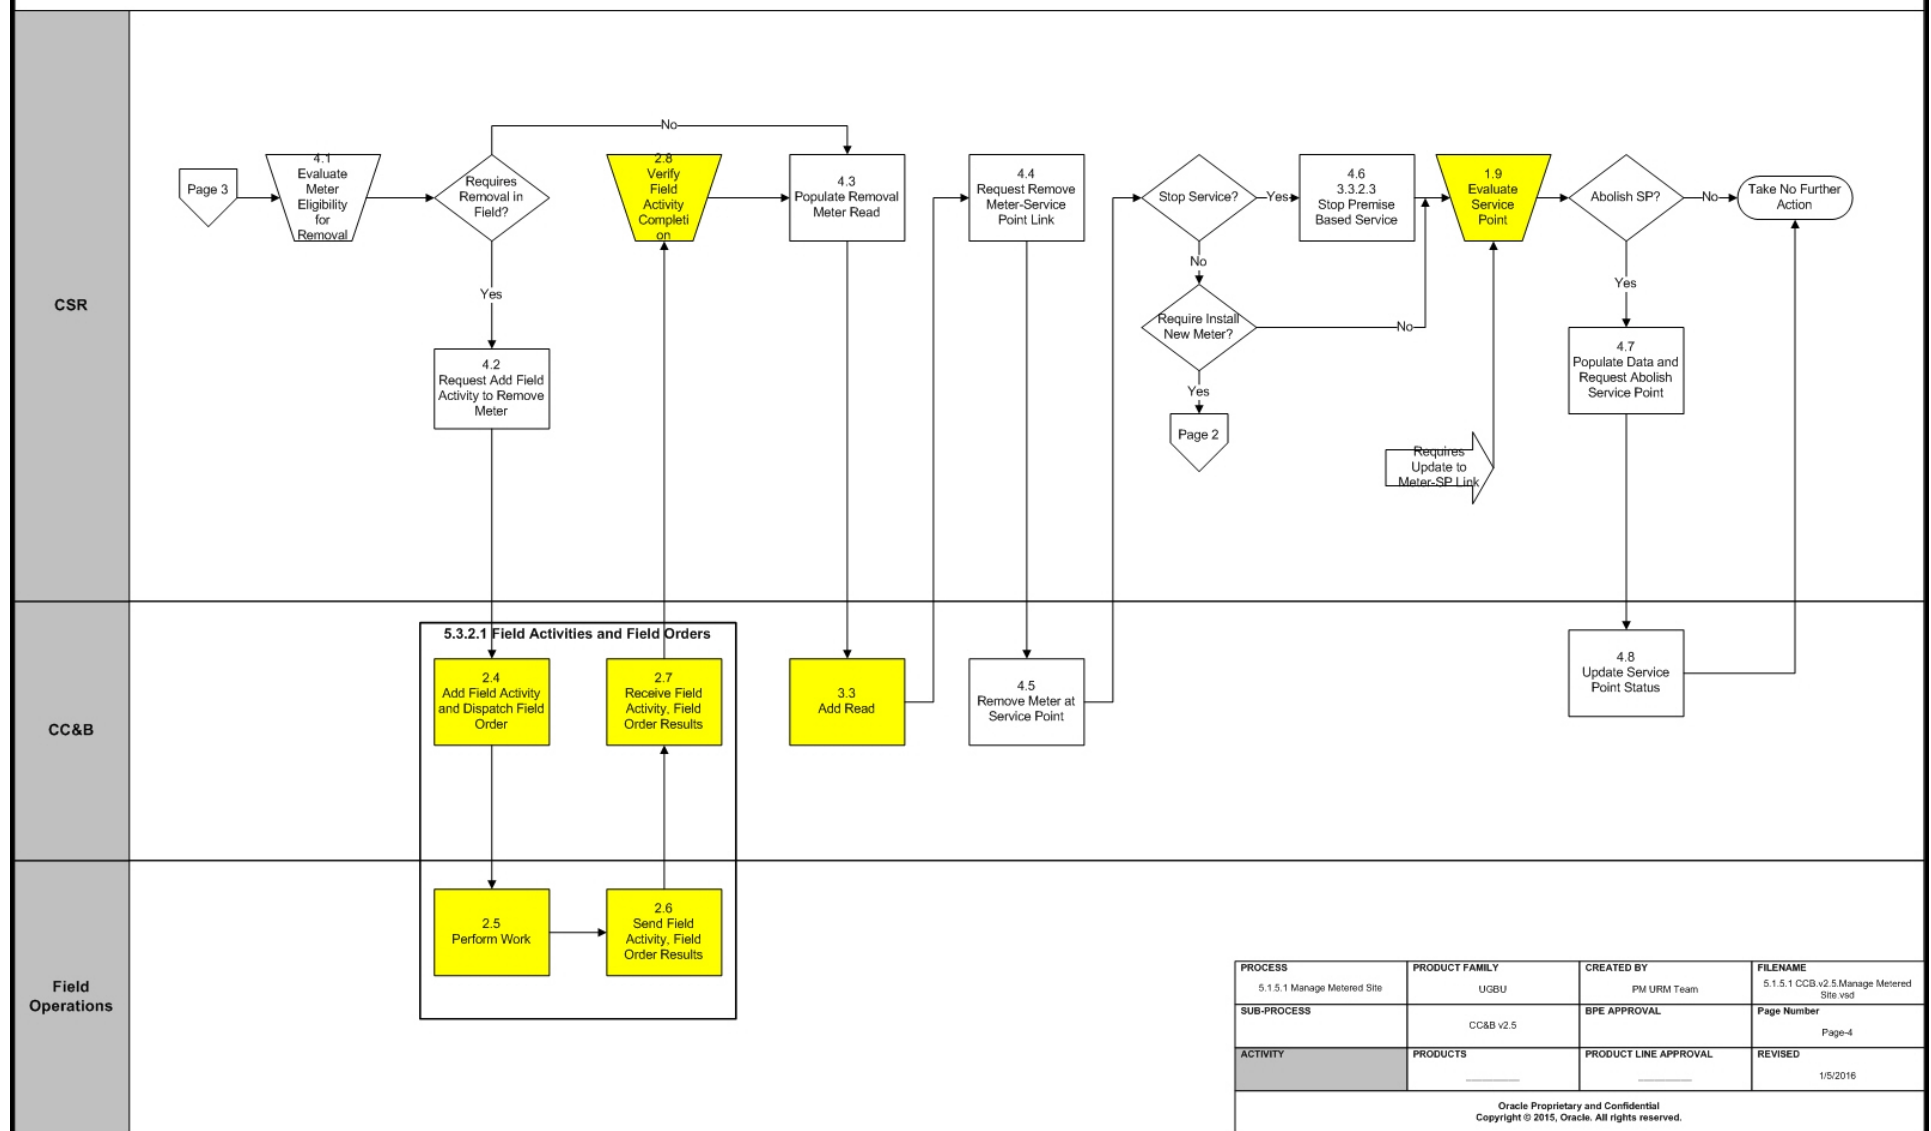 CSR
Page 3
4.1
Evaluate
Meter
Eligibility
for
Removal
Requires
Removal in
Field?
No
Yes
4.2
Request Add Field
Activity to Remove
Meter
2.8
Verify
Field
Activity
Completi
on
4.3
Populate Removal
Meter Read
4.4
Request Remove
Meter-Service
Point Link
Stop Service?
Yes
No
Require Install
New Meter?
No
Yes
Page 2
4.6
3.3.2.3
Stop Premise
Based Service
1.9
Evaluate
Service
Point
Requires
Update to
Meter-SP Link
Abolish SP?
No
Yes
Take No Further
Action
4.7
Populate Data and
Request Abolish
Service Point
CC&B
5.3.2.1 Field Activities and Field Orders
2.4
Add Field Activity
and Dispatch Field
Order
2.7
Receive Field
Activity, Field
Order Results
3.3
Add Read
4.5
Remove Meter at
Service Point
4.8
Update Service
Point Status
Field
Operations
2.5
Perform Work
2.6
Send Field
Activity, Field
Order Results
PROCESS
5.1.5.1 Manage Metered Site
PRODUCT FAMILY
UGBU
CREATED BY
PM URM Team
FILENAME
5.1.5.1 CCB.v2.5.Manage Metered
Site.vsd
SUB-PROCESS
CC&B v2.5
BPE APPROVAL
Page Number
Page-4
ACTIVITY
PRODUCTS
PRODUCT LINE APPROVAL
REVISED
1/5/2016
Oracle Proprietary and Confidential
Copyright © 2015, Oracle. All rights reserved.